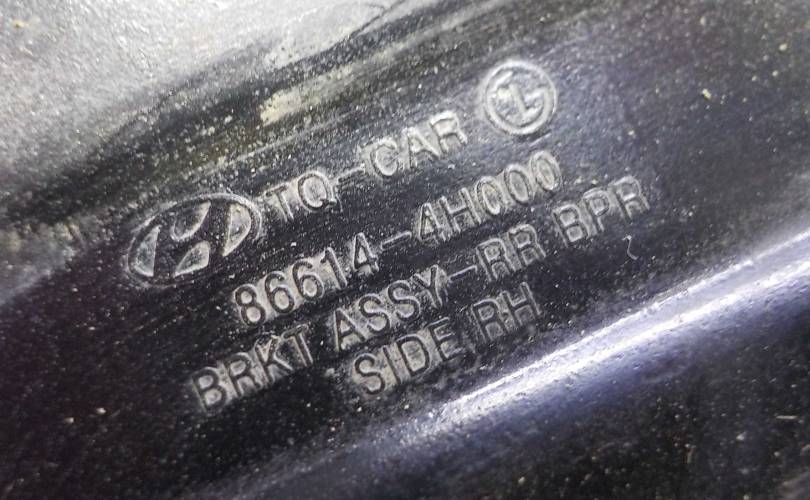 TQ-CAR
86614-4H000
BRKT ASSY-RR BPR
SIDE RH